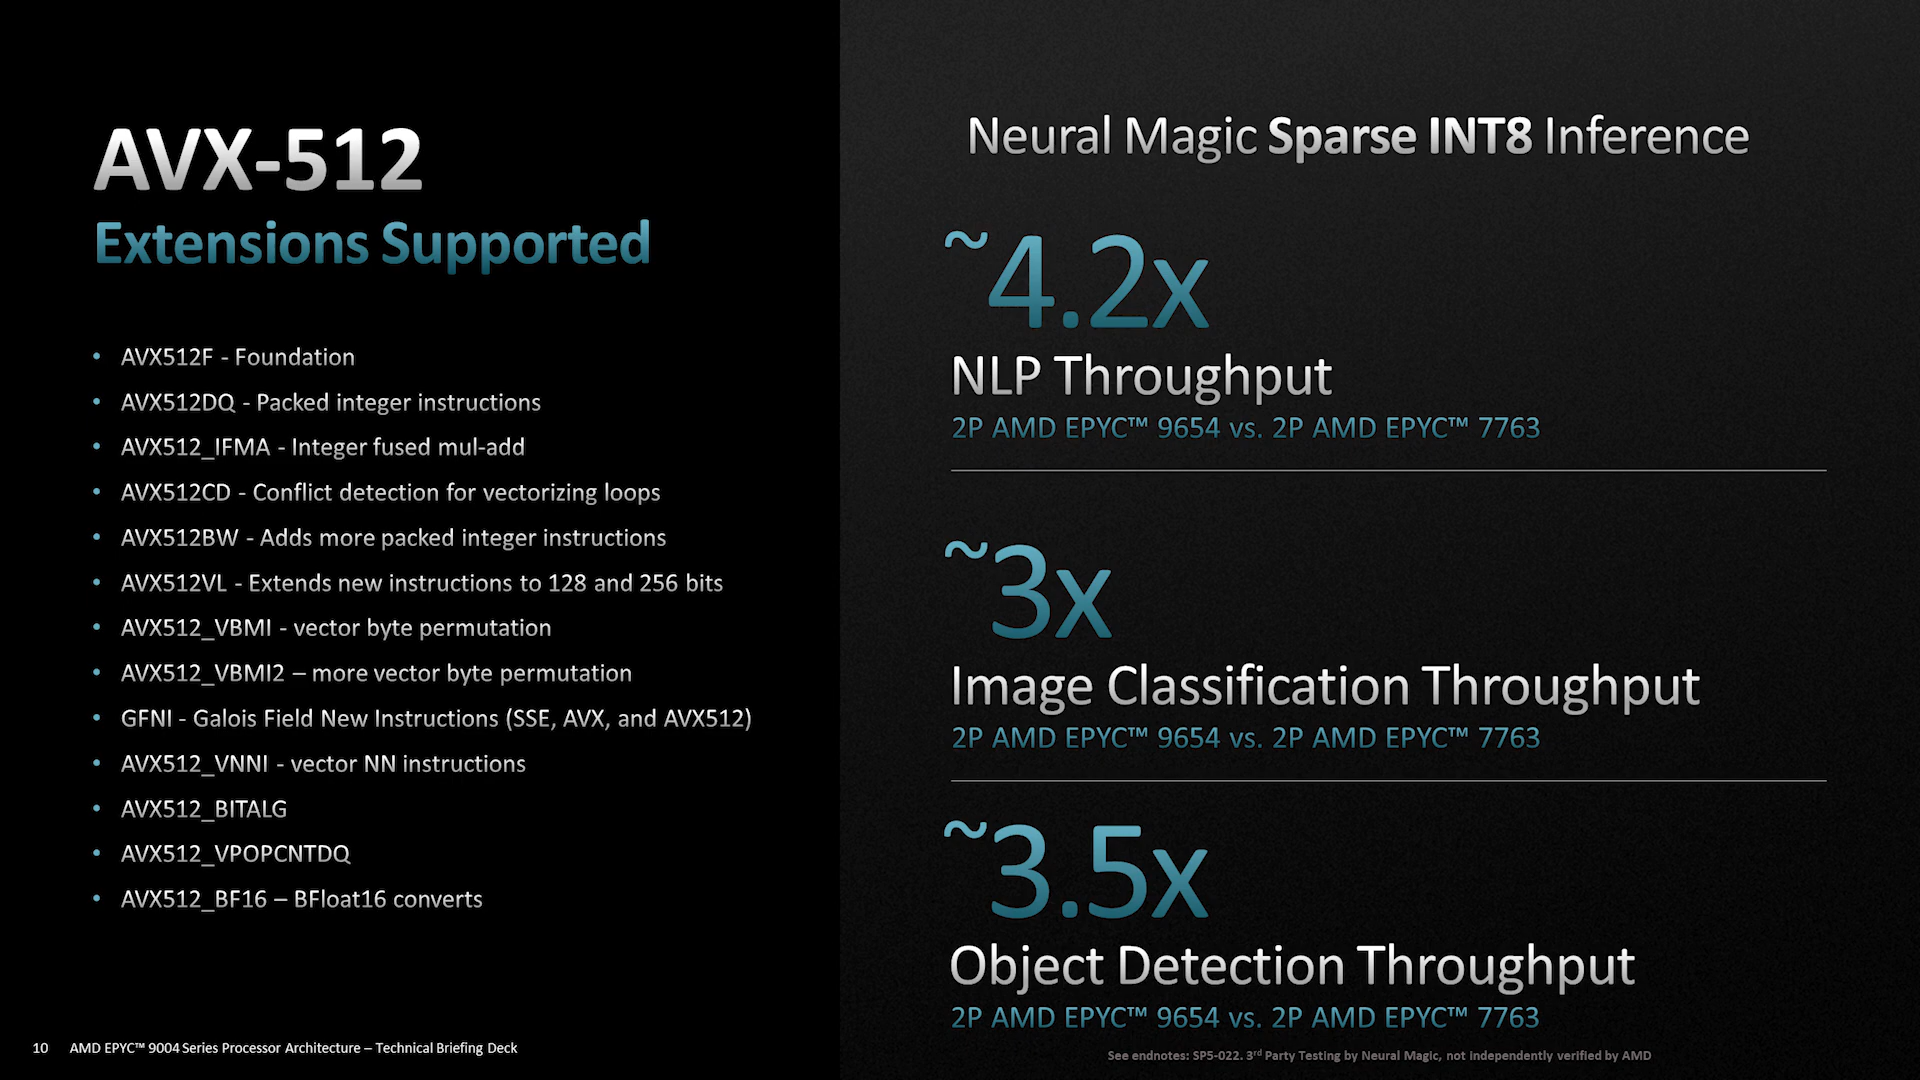 AVX-512
Extensions Supported
• AVX512F - Foundation
• AVX512DQ - Packed integer instructions
• AVX512_IFMA - Integer fused mul-add
• AVX512CD - Conflict detection for vectorizing loops
• AVX512BW - Adds more packed integer instructions
• AVX512VL - Extends new instructions to 128 and 256 bits
• AVX512_VBMI - vector byte permutation
• AVX512_VBMI2 – more vector byte permutation
• GFNI - Galois Field New Instructions (SSE, AVX, and AVX512)
• AVX512_VNNI - vector NN instructions
• AVX512_BITALG
• AVX512_VPOPCNTDQ
• AVX512_BF16 – BFloat16 converts
Neural Magic Sparse INT8 Inference
~4.2x
NLP Throughput
2P AMD EPYC™ 9654 vs. 2P AMD EPYC™ 7763
~3x
Image Classification Throughput
2P AMD EPYC™ 9654 vs. 2P AMD EPYC™ 7763
~3.5x
Object Detection Throughput
2P AMD EPYC™ 9654 vs. 2P AMD EPYC™ 7763
10 AMD EPYC™ 9004 Series Processor Architecture – Technical Briefing Deck
See endnotes: SP5-022. 3rd Party Testing by Neural Magic, not independently verified by AMD